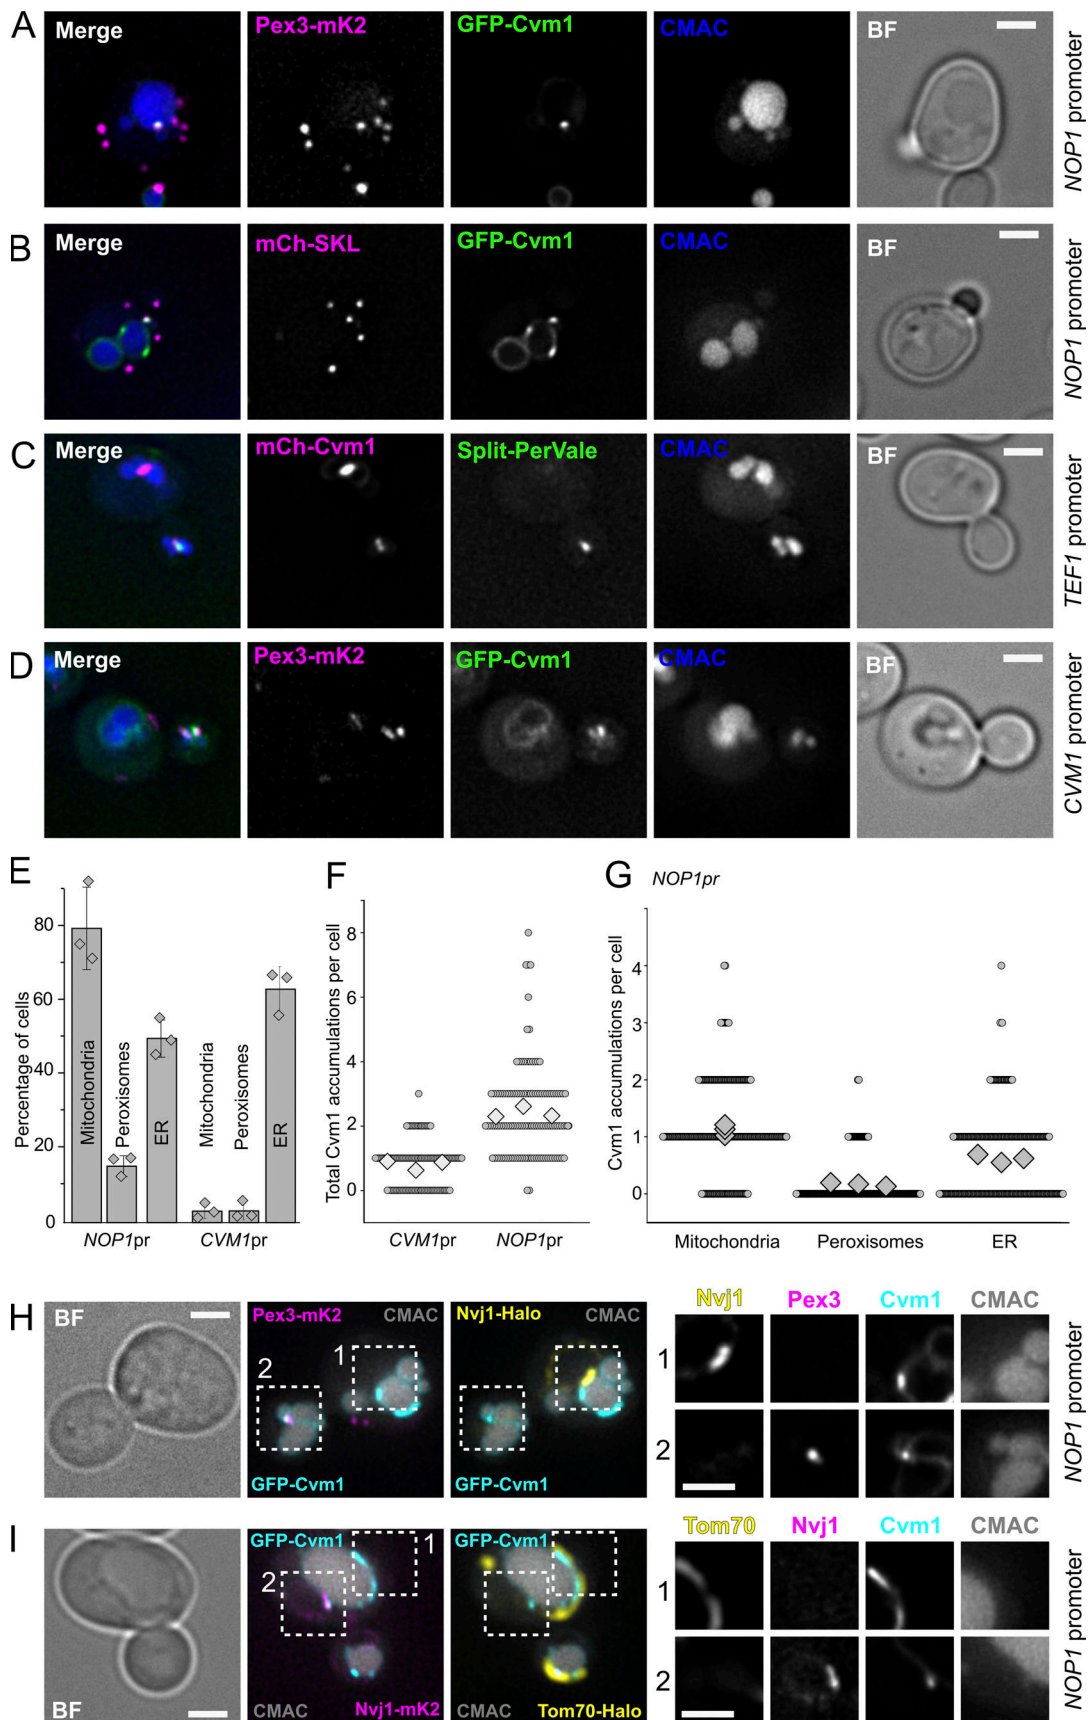 A
Merge
Pex3-mK2
GFP-Cvm1
CMAC
BF
NOP1 promoter
B
Merge
mCh-SKL
GFP-Cvm1
CMAC
BF
NOP1 promoter
C
Merge
mCh-Cvm1
Split-PerVale
CMAC
BF
TEF1 promoter
D
Merge
Pex3-mK2
GFP-Cvm1
CMAC
BF
CVM1 promoter
E
Percentage of cells
80
60
40
20
0
Mitochondria
Peroxisomes
ER
Mitochondria
Peroxisomes
ER
NOP1pr
CVM1pr
F
Total Cvm1 accumulations per cell
8
6
4
2
0
CVM1pr
NOP1pr
G
NOP1pr
Cvm1 accumulations per cell
4
3
2
1
0
Mitochondria
Peroxisomes
ER
H
BF
Pex3-mK2
CMAC
1
2
GFP-Cvm1
Nvj1-Halo
CMAC
GFP-Cvm1
Nvj1
Pex3
Cvm1
CMAC
1
2
NOP1 promoter
I
BF
GFP-Cvm1
1
2
CMAC
Nvj1-mK2
GFP-Cvm1
CMAC
Tom70-Halo
Tom70
Nvj1
Cvm1
CMAC
1
2
NOP1 promoter